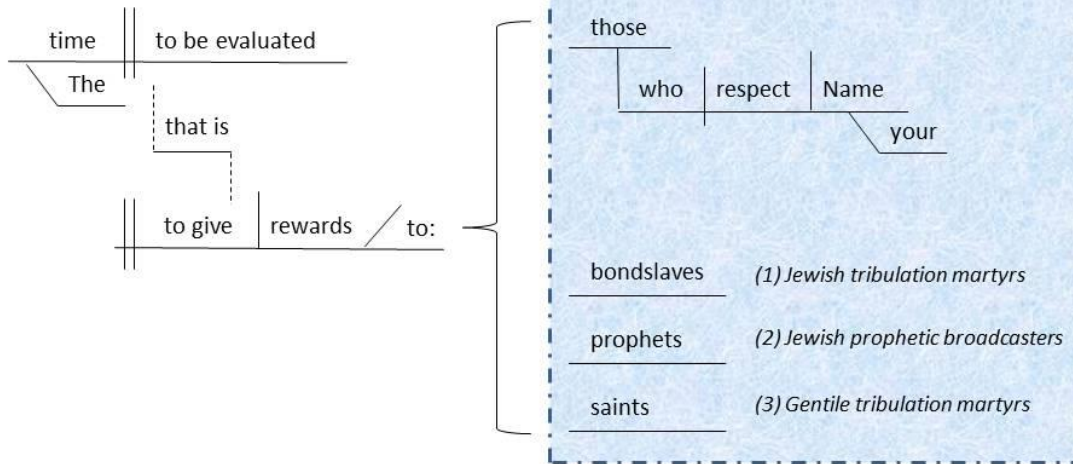 time to be evaluated
The
that is
to give rewards to:
those
who respect Name
your
bondslaves (1) Jewish tribulation martyrs
prophets (2) Jewish prophetic broadcasters
saints (3) Gentile tribulation martyrs